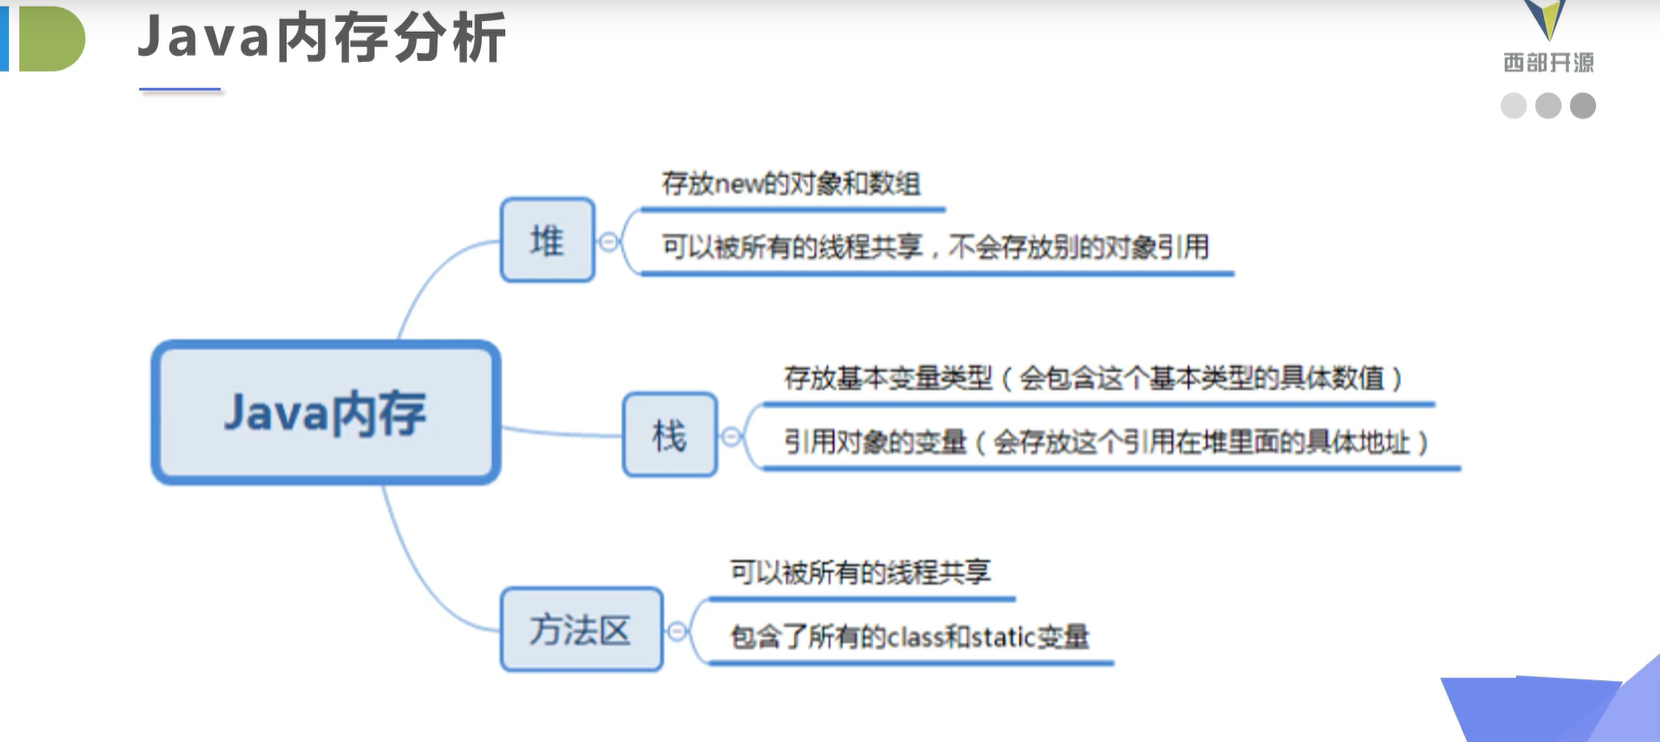 Java内存分析
西部开源
存放new的对象和数组
堆
可以被所有的线程共享，不会存放别的对象引用
存放基本变量类型（会包含这个基本类型的具体数值）
Java内存
栈
引用对象的变量（会存放这个引用在堆里面的具体地址）
可以被所有的线程共享
方法区
包含了所有的class和static变量